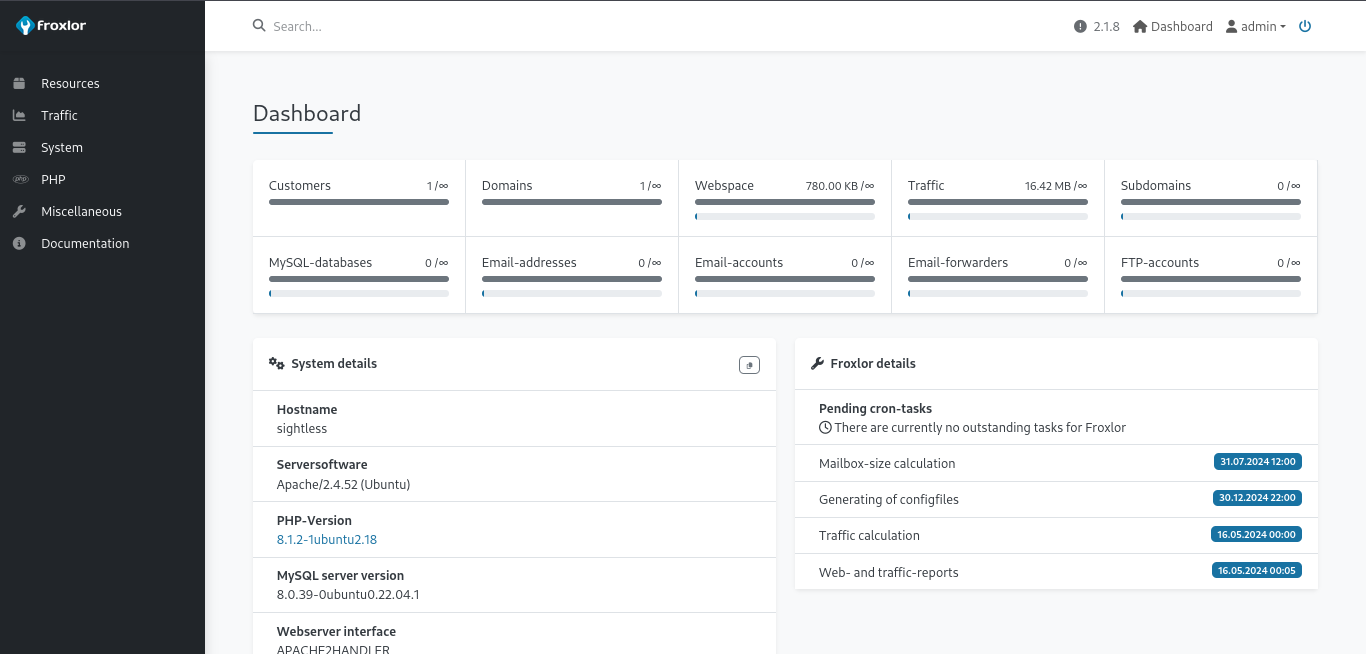 froxlor
Search...
2.1.8
Dashboard
admin
Resources
Traffic
System
PHP
Miscellaneous
Documentation
Dashboard
Customers 1 /∞
Domains 1 /∞
Webspace 780.00 KB /∞
Traffic 16.42 MB /∞
Subdomains 0 /∞
MySQL-databases 0 /∞
Email-addresses 0 /∞
Email-accounts 0 /∞
Email-forwarders 0 /∞
FTP-accounts 0 /∞
System details
Hostname
sightless
Serversoftware
Apache/2.4.52 (Ubuntu)
PHP-Version
8.1.2-1ubuntu2.18
MySQL server version
8.0.39-0ubuntu0.22.04.1
Webserver interface
APACHE2HANDLER
Froxlor details
Pending cron-tasks
There are currently no outstanding tasks for Froxlor
Mailbox-size calculation 31.07.2024 12:00
Generating of configfiles 30.12.2024 22:00
Traffic calculation 16.05.2024 00:00
Web- and traffic-reports 16.05.2024 00:05